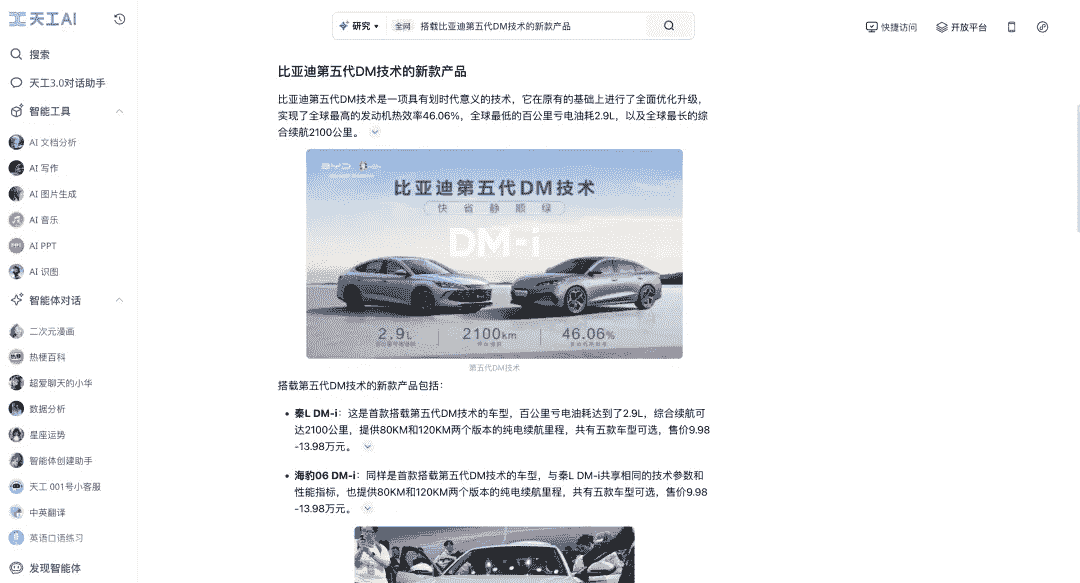 天工AI
搜索
天工3.0对话助手
智能工具
AI 文档分析
AI 写作
AI 图片生成
AI 音乐
AI PPT
AI 识图
智能体对话
二次元漫画
热梗百科
超爱聊天的小华
数据分析
星座运势
智能体创建助手
天工 001号小客服
中英翻译
英语口语练习
发现智能体
研究 全网 搭载比亚迪第五代DM技术的新款产品
快捷访问 开放平台
比亚迪第五代DM技术的新款产品
比亚迪第五代DM技术是一项具有划时代意义的技术，它在原有的基础上进行了全面优化升级，
实现了全球最高的发动机热效率46.06%，全球最低的百公里亏电油耗2.9L，以及全球最长的综
合续航2100公里。
BYD
比亚迪第五代DM技术
快 省 静 顺 绿
DM-i
2.9L 2100km 46.06%
第五代DM技术
搭载第五代DM技术的新款产品包括：
• 秦L DM-i：这是首款搭载第五代DM技术的车型，百公里亏电油耗达到了2.9L，综合续航可
达2100公里，提供80KM和120KM两个版本的纯电续航里程，共有五款车型可选，售价9.98
-13.98万元。
• 海豹06 DM-i：同样是首款搭载第五代DM技术的车型，与秦L DM-i共享相同的技术参数和
性能指标，也提供80KM和120KM两个版本的纯电续航里程，共有五款车型可选，售价9.98
-13.98万元。